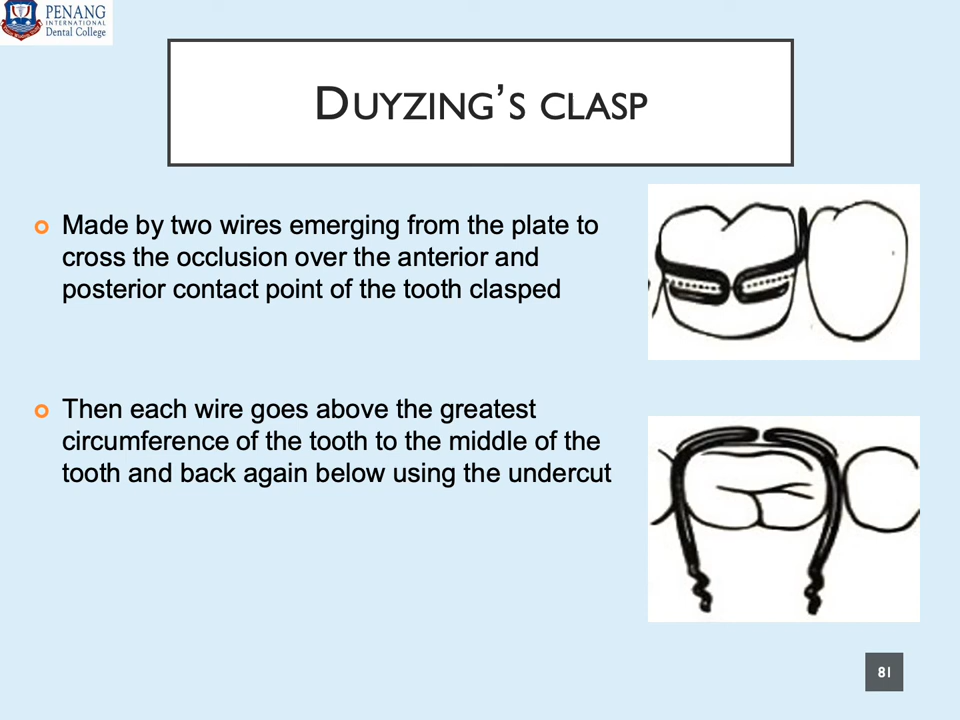 PENANG
INTERNATIONAL
Dental College
DUYZING’S CLASP
Made by two wires emerging from the plate to
cross the occlusion over the anterior and
posterior contact point of the tooth clasped
Then each wire goes above the greatest
circumference of the tooth to the middle of the
tooth and back again below using the undercut
81